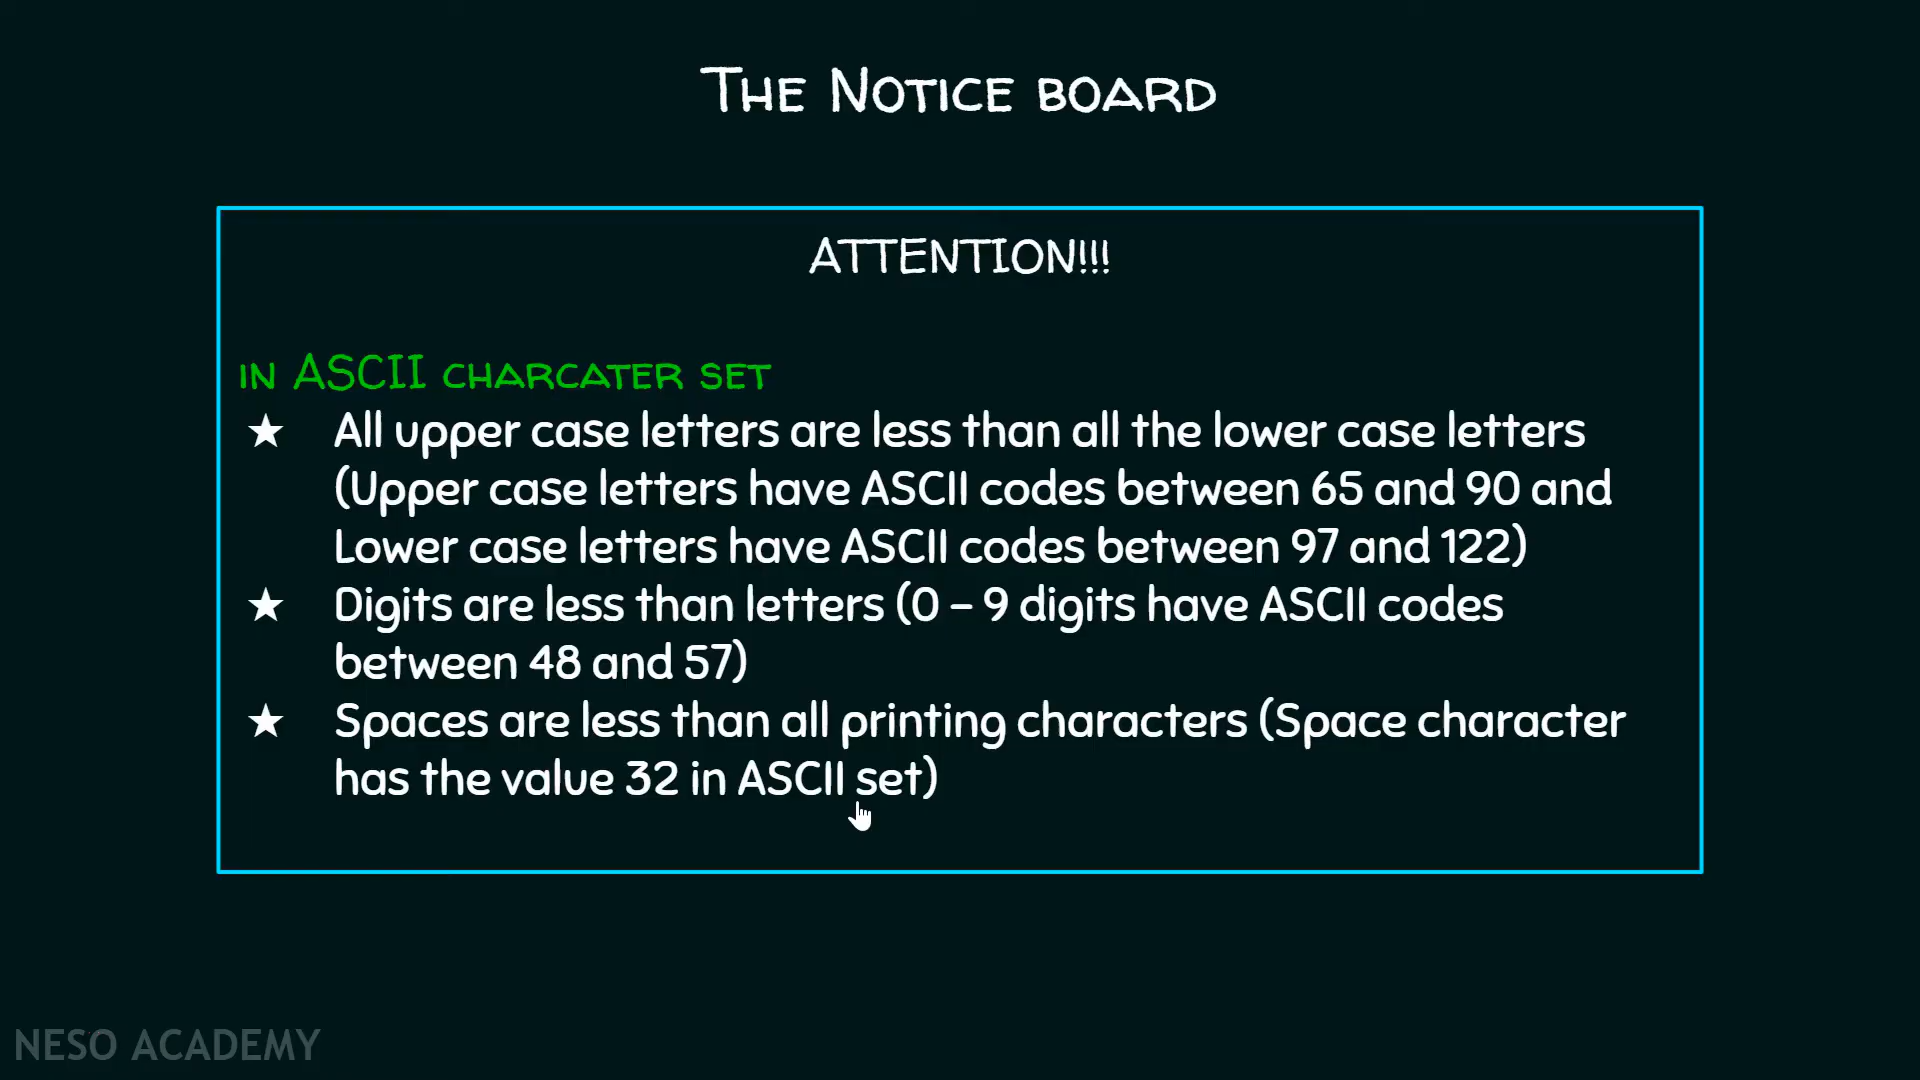 The Notice board
ATTENTION!!!
in ASCII charcater set
★ All upper case letters are less than all the lower case letters
(Upper case letters have ASCII codes between 65 and 90 and
Lower case letters have ASCII codes between 97 and 122)
★ Digits are less than letters (0 – 9 digits have ASCII codes
between 48 and 57)
★ Spaces are less than all printing characters (Space character
has the value 32 in ASCII set)
NESO ACADEMY